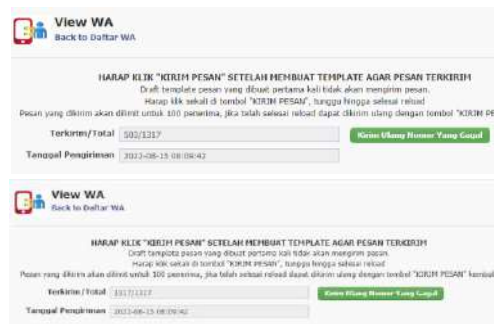 View WA
Back to Daftar WA
HARAP KLIK "KIRIM PESAN" SETELAH MEMBUAT TEMPLATE AGAR PESAN TERKIRIM
Draft template pesan yang dibuat pertama kali tidak akan mengirim pesan.
Harap klik sekali di tombol "KIRIM PESAN", tunggu hingga selesai reload
Pesan yang dikirim akan dilimit untuk 100 penerima, jika telah selesai reload dapat dikirim ulang dengan tombol "KIRIM PE
Terkirim/Total 500/1317 Kirim Ulang Nomor Yang Gagal
Tanggal Pengiriman 2022-08-15 08:09:42
View WA
Back to Daftar WA
HARAP KLIK "KIRIM PESAN" SETELAH MEMBUAT TEMPLATE AGAR PESAN TERKIRIM
Draft template pesan yang dibuat pertama kali tidak akan mengirim pesan.
Harap klik sekali di tombol "KIRIM PESAN", tunggu hingga selesai reload
Pesan yang dikirim akan dilimit untuk 100 penerima, jika telah selesai reload dapat dikirim ulang dengan tombol "KIRIM PESAN" kembali
Terkirim/Total 1317/1317 Kirim Ulang Nomor Yang Gagal
Tanggal Pengiriman 2022-08-15 08:09:42